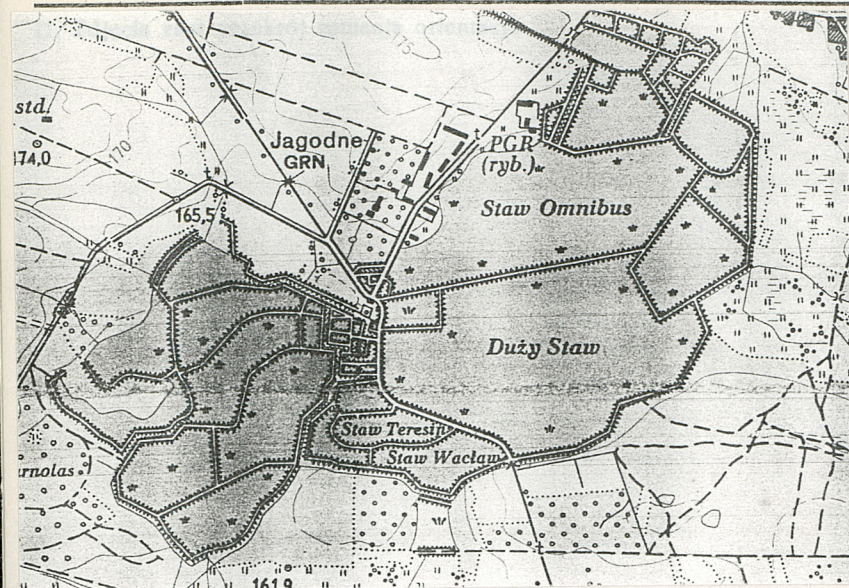 175
std.
174,0
170
Jagodne
GRN
PGR
(ryb.)
165,5
Staw Omnibus
Duży Staw
Staw Teresin
Staw Wacław
rnolas
161,9